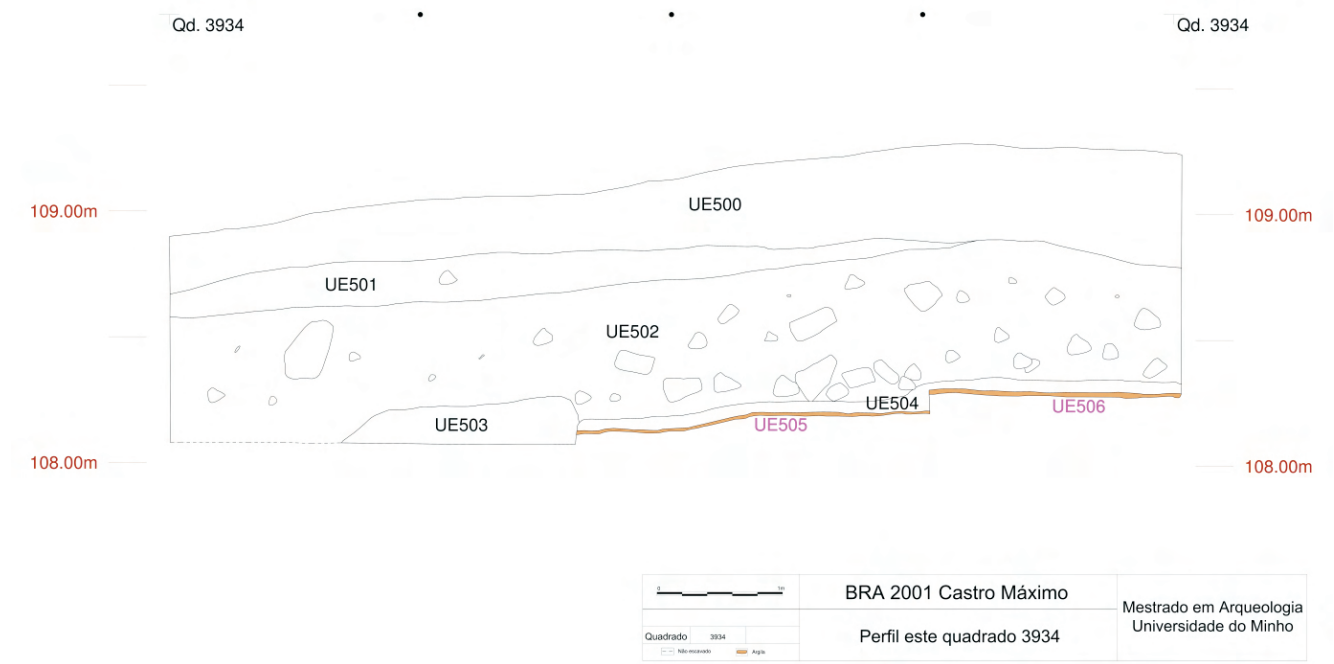 Qd. 3934
Qd. 3934
109.00m
UE500
109.00m
UE501
UE502
UE503
UE504
UE505
UE506
108.00m
108.00m
0 1m
BRA 2001 Castro Máximo
Mestrado em Arqueologia
Universidade do Minho
Quadrado 3934
Perfil este quadrado 3934
Não escavado Argila